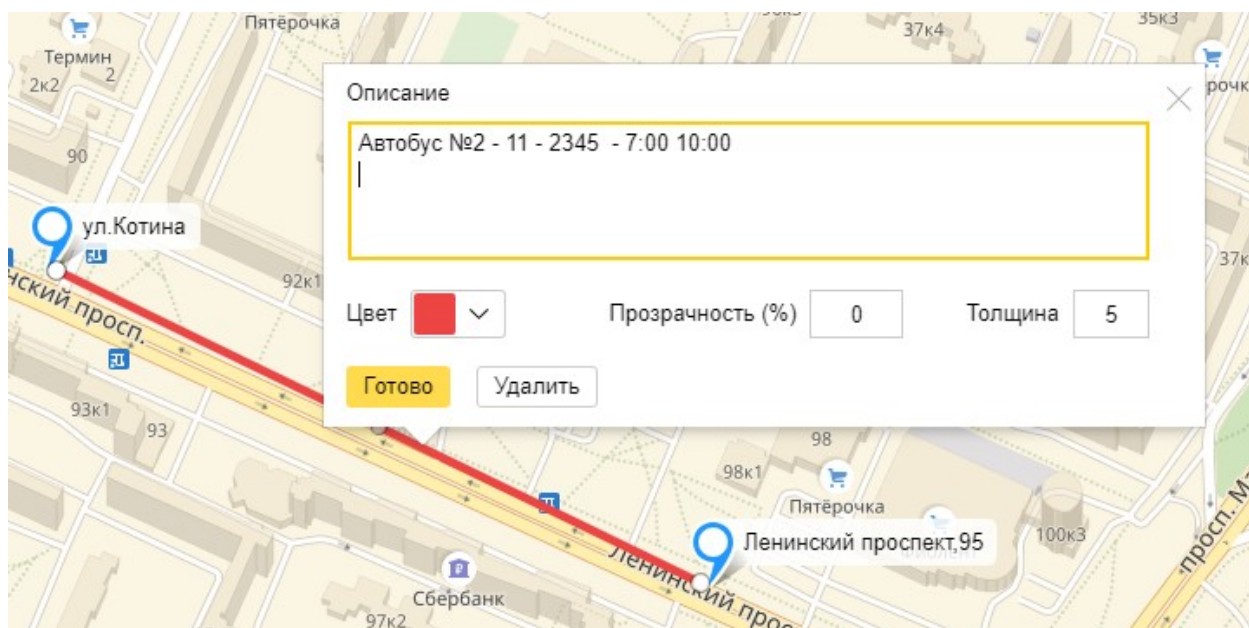 Пятёрочка
37к4
35к3
Термин
2к2
2
Описание
Автобус №2 - 11 - 2345 - 7:00 10:00
90
ул.Котина
92к1
37к
нский просп.
Цвет
Прозрачность (%) 0
Толщина 5
Готово
Удалить
93к1
93
98
98к1
Пятёрочка
Ленинский проспект,95
100к3
просп. М
Ленинский прос
Сбербанк
97к2